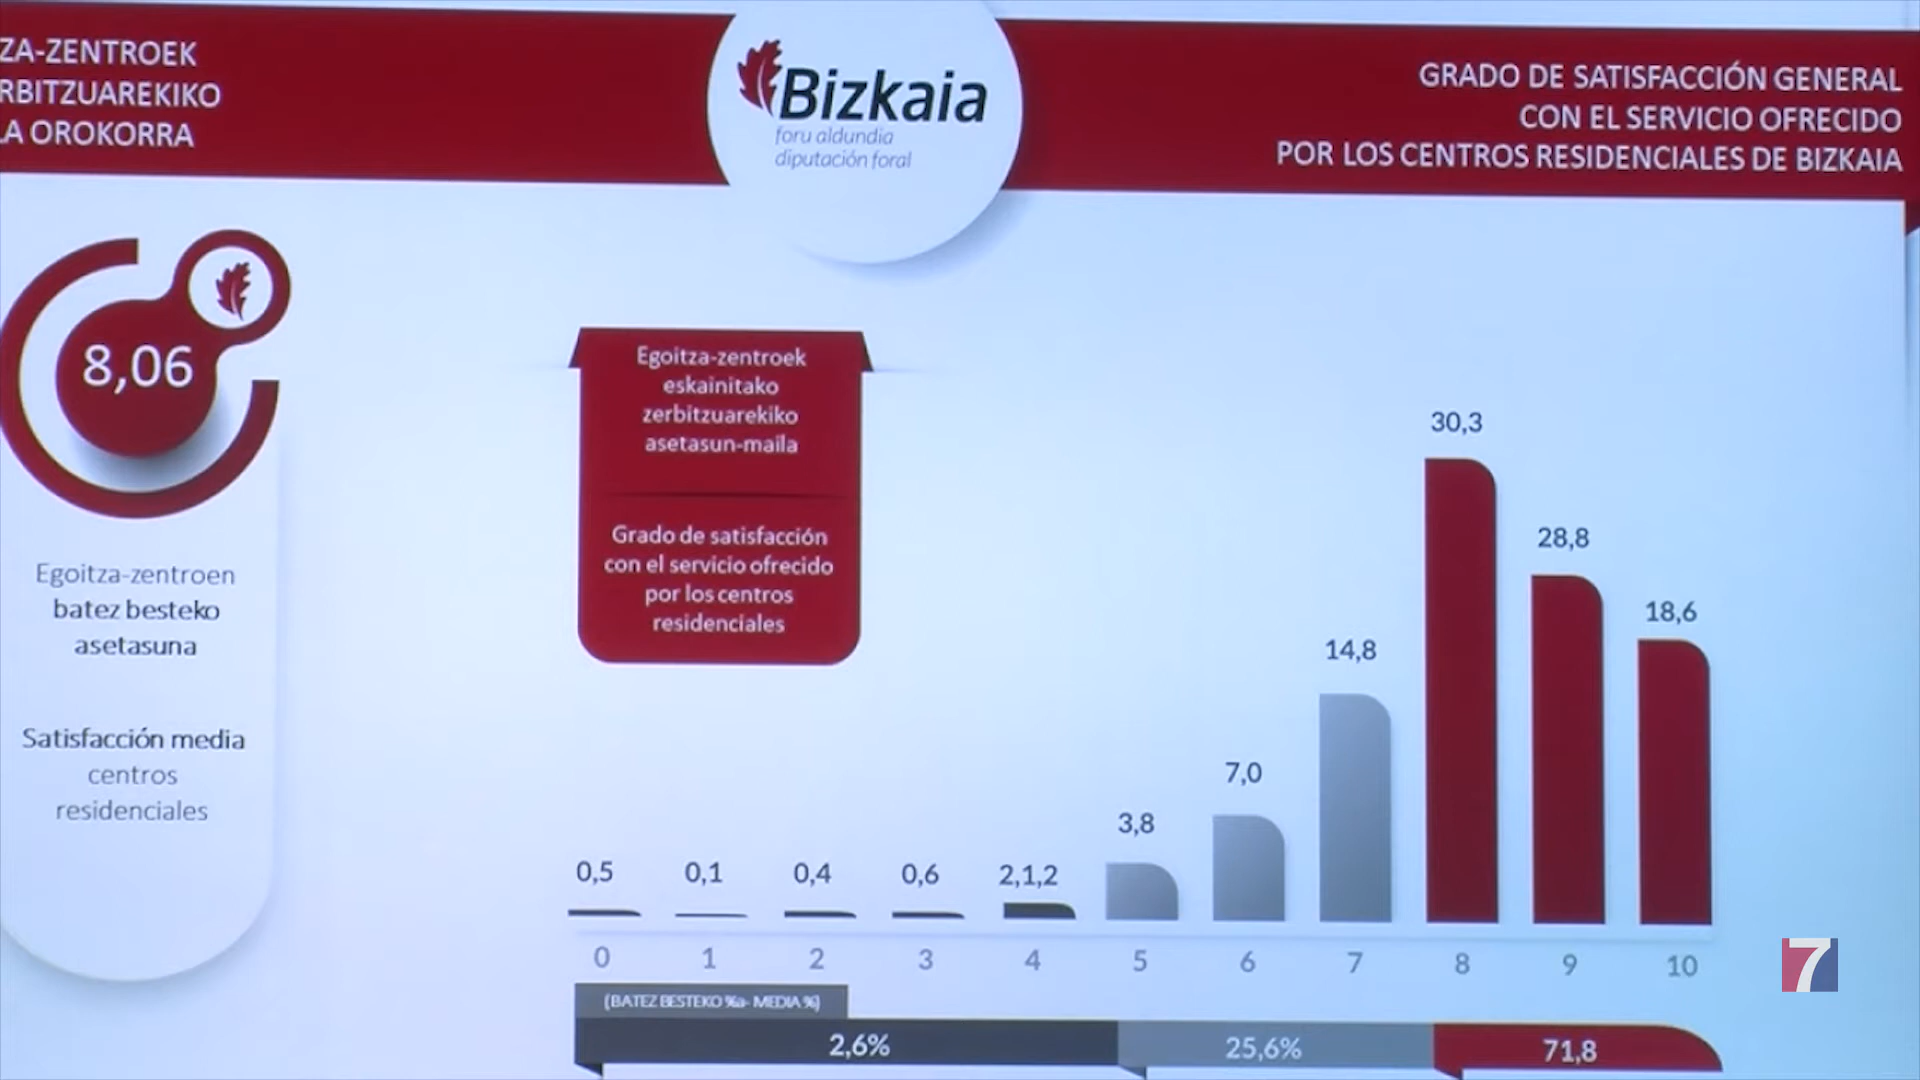 ZA-ZENTROEK
RBITZUAREKIKO
LA OROKORRA
Bizkaia
foru aldundia
diputación foral
GRADO DE SATISFACCIÓN GENERAL
CON EL SERVICIO OFRECIDO
POR LOS CENTROS RESIDENCIALES DE BIZKAIA
8,06
Egoitza-zentroen
batez besteko
asetasuna
Satisfacción media
centros
residenciales
Egoitza-zentroek
eskainitako
zerbitzuarekiko
asetasun-maila
Grado de satisfacción
con el servicio ofrecido
por los centros
residenciales
0,5 0,1 0,4 0,6 2,1,2 3,8 7,0 14,8 30,3 28,8 18,6
0 1 2 3 4 5 6 7 8 9 10
(BATEZ BESTEKO %a- MEDIA %)
2,6% 25,6% 71,8
7